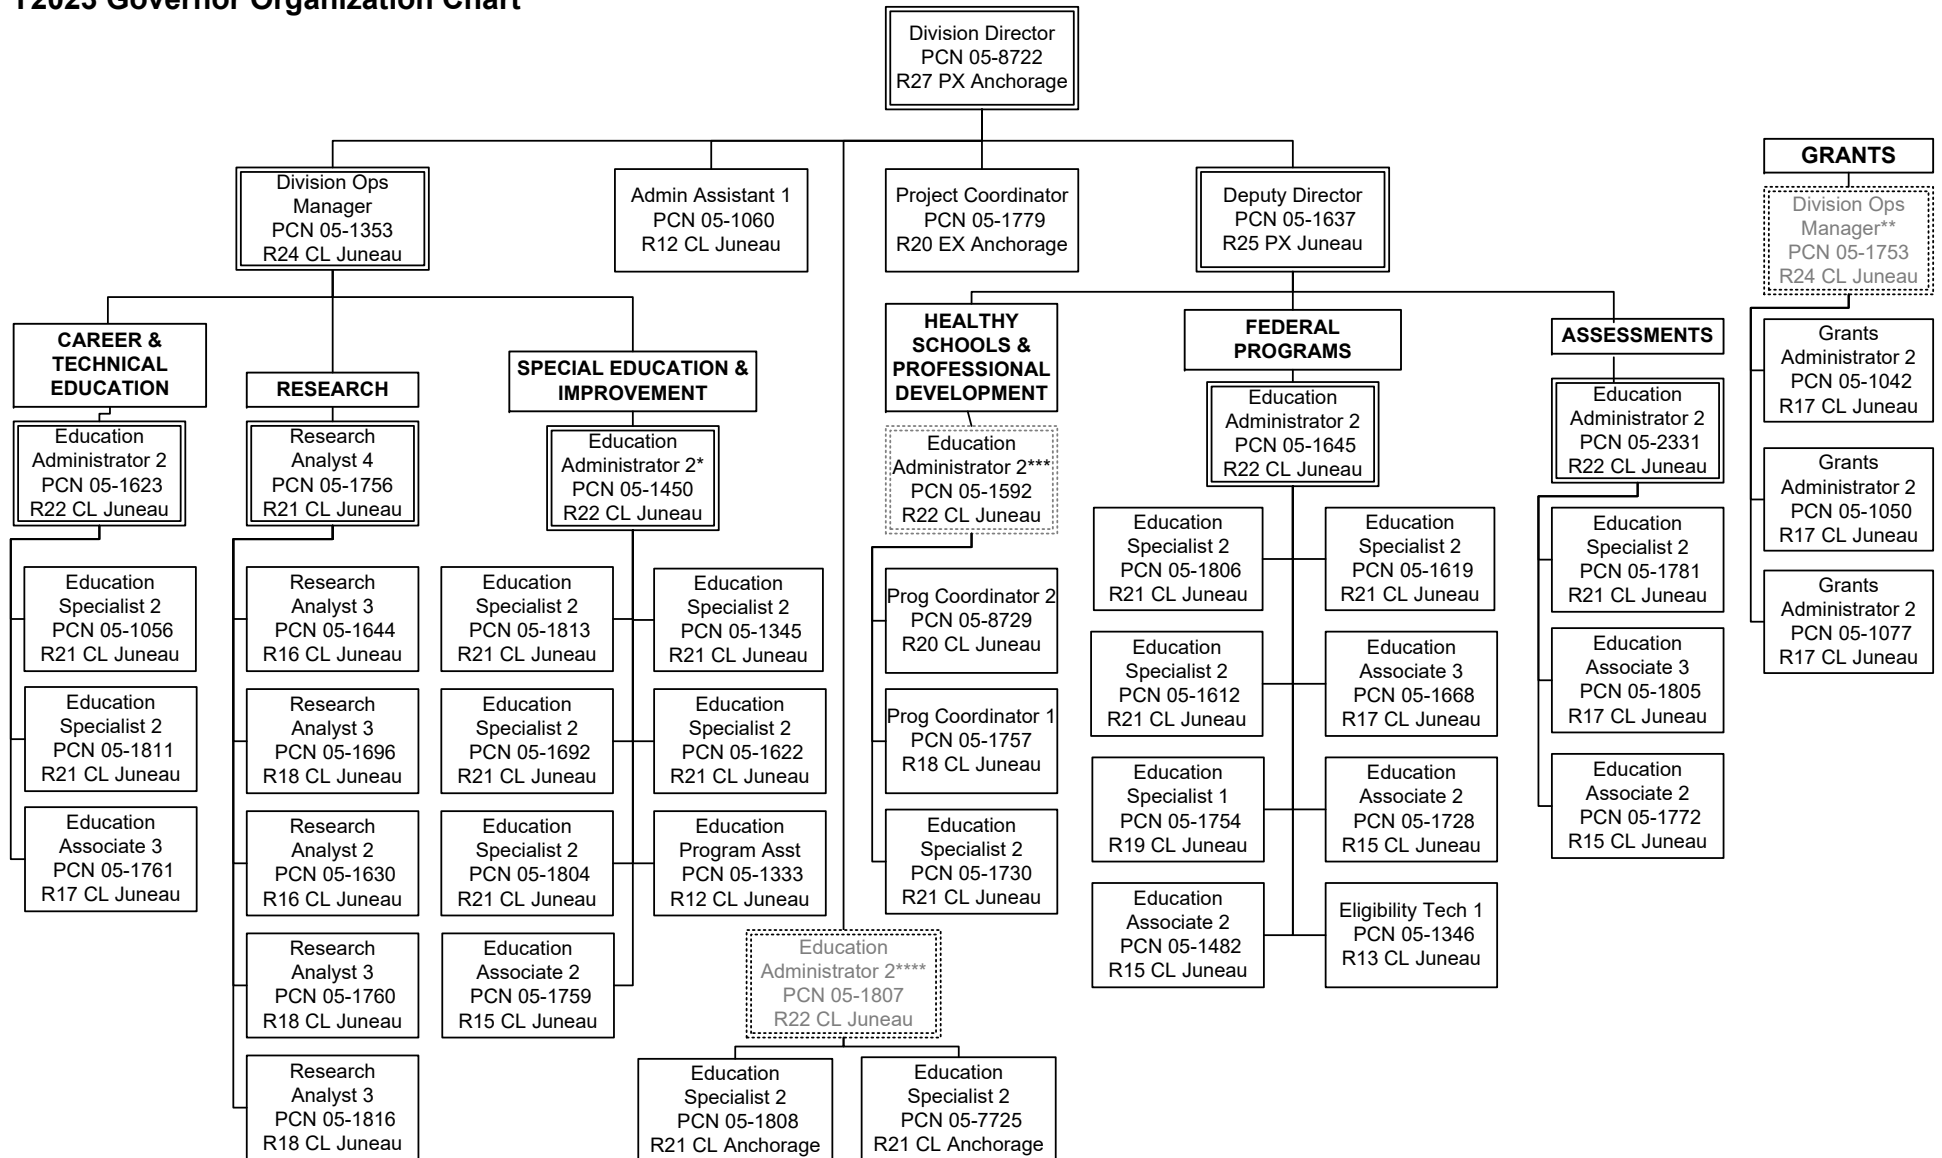 Y2023 Governor Organization Chart
Division Director
PCN 05-8722
R27 PX Anchorage
Division Ops
Manager
PCN 05-1353
R24 CL Juneau
Admin Assistant 1
PCN 05-1060
R12 CL Juneau
Project Coordinator
PCN 05-1779
R20 EX Anchorage
Deputy Director
PCN 05-1637
R25 PX Juneau
GRANTS
Division Ops
Manager**
PCN 05-1753
R24 CL Juneau
Grants
Administrator 2
PCN 05-1042
R17 CL Juneau
Grants
Administrator 2
PCN 05-1050
R17 CL Juneau
Grants
Administrator 2
PCN 05-1077
R17 CL Juneau
CAREER &
TECHNICAL
EDUCATION
Education
Administrator 2
PCN 05-1623
R22 CL Juneau
Education
Specialist 2
PCN 05-1056
R21 CL Juneau
Education
Specialist 2
PCN 05-1811
R21 CL Juneau
Education
Associate 3
PCN 05-1761
R17 CL Juneau
RESEARCH
Research
Analyst 4
PCN 05-1756
R21 CL Juneau
Research
Analyst 3
PCN 05-1644
R16 CL Juneau
Research
Analyst 3
PCN 05-1696
R18 CL Juneau
Research
Analyst 2
PCN 05-1630
R16 CL Juneau
Research
Analyst 3
PCN 05-1760
R18 CL Juneau
Research
Analyst 3
PCN 05-1816
R18 CL Juneau
SPECIAL EDUCATION &
IMPROVEMENT
Education
Administrator 2*
PCN 05-1450
R22 CL Juneau
Education
Specialist 2
PCN 05-1813
R21 CL Juneau
Education
Specialist 2
PCN 05-1345
R21 CL Juneau
Education
Specialist 2
PCN 05-1692
R21 CL Juneau
Education
Specialist 2
PCN 05-1622
R21 CL Juneau
Education
Specialist 2
PCN 05-1804
R21 CL Juneau
Education
Program Asst
PCN 05-1333
R12 CL Juneau
Education
Associate 2
PCN 05-1759
R15 CL Juneau
Education
Administrator 2****
PCN 05-1807
R22 CL Juneau
Education
Specialist 2
PCN 05-1808
R21 CL Anchorage
Education
Specialist 2
PCN 05-7725
R21 CL Anchorage
HEALTHY
SCHOOLS &
PROFESSIONAL
DEVELOPMENT
Education
Administrator 2***
PCN 05-1592
R22 CL Juneau
Prog Coordinator 2
PCN 05-8729
R20 CL Juneau
Prog Coordinator 1
PCN 05-1757
R18 CL Juneau
Education
Specialist 2
PCN 05-1730
R21 CL Juneau
FEDERAL
PROGRAMS
Education
Administrator 2
PCN 05-1645
R22 CL Juneau
Education
Specialist 2
PCN 05-1806
R21 CL Juneau
Education
Specialist 2
PCN 05-1619
R21 CL Juneau
Education
Specialist 2
PCN 05-1612
R21 CL Juneau
Education
Associate 3
PCN 05-1668
R17 CL Juneau
Education
Specialist 1
PCN 05-1754
R19 CL Juneau
Education
Associate 2
PCN 05-1728
R15 CL Juneau
Education
Associate 2
PCN 05-1482
R15 CL Juneau
Eligibility Tech 1
PCN 05-1346
R13 CL Juneau
ASSESSMENTS
Education
Administrator 2
PCN 05-2331
R22 CL Juneau
Education
Specialist 2
PCN 05-1781
R21 CL Juneau
Education
Associate 3
PCN 05-1805
R17 CL Juneau
Education
Associate 2
PCN 05-1772
R15 CL Juneau